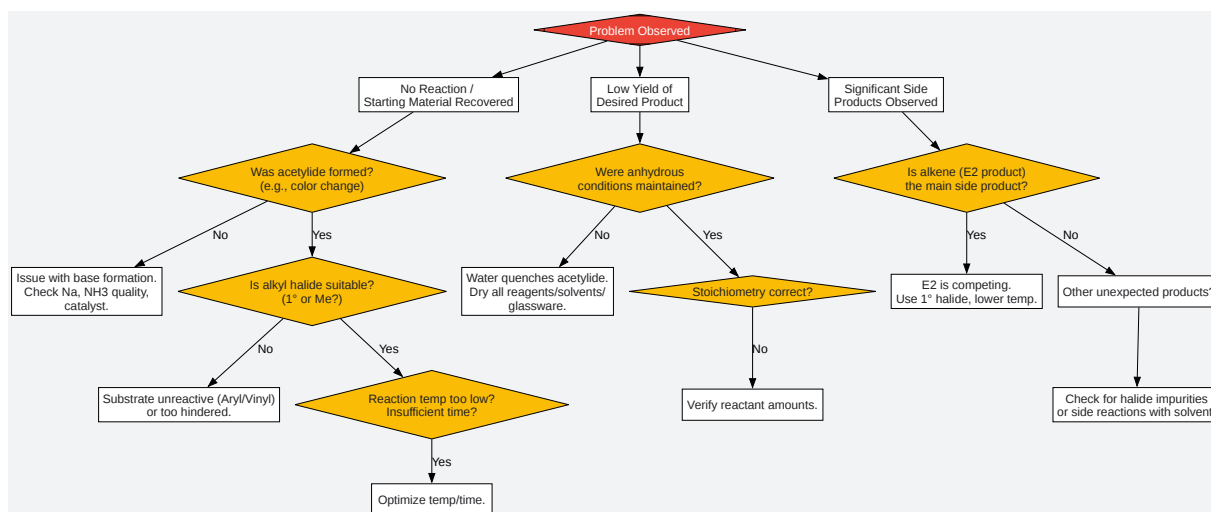 Problem Observed
No Reaction /
Starting Material Recovered
Low Yield of
Desired Product
Significant Side
Products Observed
Was acetylide formed?
(e.g., color change)
Were anhydrous
conditions maintained?
Is alkene (E2 product)
the main side product?
No
Yes
No
Yes
Yes
No
Issue with base formation.
Check Na, NH3 quality,
catalyst.
Is alkyl halide suitable?
(1° or Me?)
Water quenches acetylide.
Dry all reagents/solvents/
glassware.
Stoichiometry correct?
E2 is competing.
Use 1° halide, lower temp.
Other unexpected products?
No
Yes
No
Substrate unreactive (Aryl/Vinyl)
or too hindered.
Reaction temp too low?
Insufficient time?
Verify reactant amounts.
Check for halide impurities
or side reactions with solvent
Yes
Optimize temp/time.